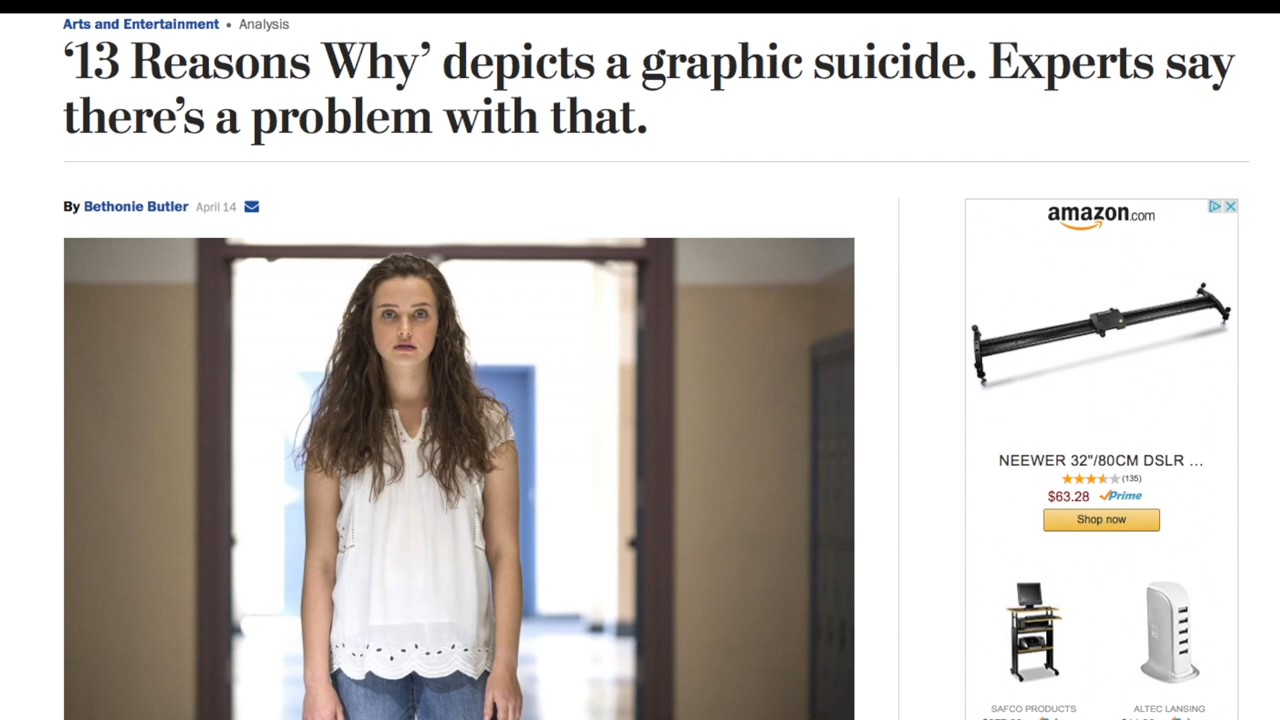 Arts and Entertainment • Analysis
‘13 Reasons Why’ depicts a graphic suicide. Experts say
there’s a problem with that.
By Bethonie Butler April 14
amazon.com
NEEWER 32"/80CM DSLR ...
(135)
$63.28 Prime
Shop now
SAFCO PRODUCTS
ALTEC LANSING